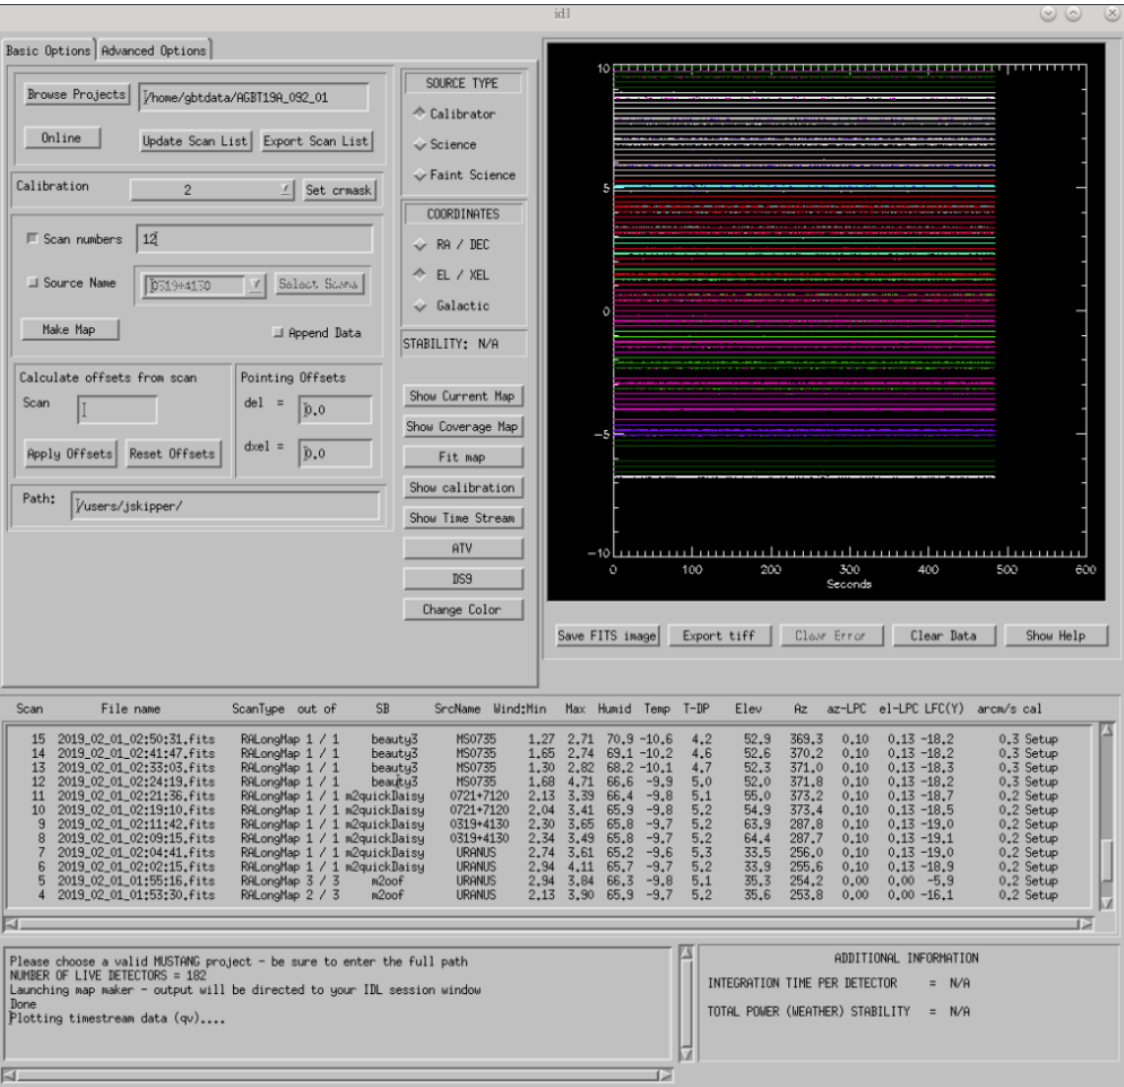 idl
Basic Options Advanced Options
Browse Projects /home/gbtdata/AGBT19A_092_01
Online Update Scan List Export Scan List
Calibration 2 Set crmask
Scan numbers 12
Source Name 0319+4130 Select Scans
Make Map Append Data
Calculate offsets from scan
Scan
Apply Offsets Reset Offsets
Pointing Offsets
del = 0.0
dxel = 0.0
Path: /users/jskipper/
SOURCE TYPE
Calibrator
Science
Faint Science
COORDINATES
RA / DEC
EL / XEL
Galactic
STABILITY: N/A
Show Current Map
Show Coverage Map
Fit map
Show calibration
Show Time Stream
ATV
DS9
Change Color
10
5
0
-5
-10
0 100 200 300 400 500 600
Seconds
Save FITS image Export tiff Clear Error Clear Data Show Help
Scan File name ScanType out of SB SrcName Wind:Min Max Humid Temp T-DP Elev Az az-LPC el-LPC LFC(Y) arcm/s cal
15 2019_02_01_02:50:31.fits RALongMap 1 / 1 beauty3 MS0735 1.27 2.71 70.9 -10.6 4.2 52.9 369.3 0.10 0.13 -18.2 0.3 Setup
14 2019_02_01_02:41:47.fits RALongMap 1 / 1 beauty3 MS0735 1.65 2.74 69.1 -10.2 4.6 52.6 370.2 0.10 0.13 -18.2 0.3 Setup
13 2019_02_01_02:33:03.fits RALongMap 1 / 1 beauty3 MS0735 1.30 2.82 68.2 -10.1 4.7 52.3 371.0 0.10 0.13 -18.3 0.3 Setup
12 2019_02_01_02:24:19.fits RALongMap 1 / 1 beauty3 MS0735 1.68 4.71 66.6 -9.9 5.0 52.0 371.8 0.10 0.13 -18.2 0.3 Setup
11 2019_02_01_02:21:36.fits RALongMap 1 / 1 m2quickDaisy 0721+7120 2.13 3.39 66.4 -9.8 5.1 55.0 373.2 0.10 0.13 -18.7 0.2 Setup
10 2019_02_01_02:19:10.fits RALongMap 1 / 1 m2quickDaisy 0721+7120 2.04 3.41 65.9 -9.8 5.2 54.9 373.4 0.10 0.13 -18.5 0.2 Setup
9 2019_02_01_02:11:42.fits RALongMap 1 / 1 m2quickDaisy 0319+4130 2.30 3.65 65.8 -9.7 5.2 63.9 287.8 0.10 0.13 -19.0 0.2 Setup
8 2019_02_01_02:09:15.fits RALongMap 1 / 1 m2quickDaisy 0319+4130 2.34 3.49 65.8 -9.7 5.2 64.4 287.7 0.10 0.13 -19.1 0.2 Setup
7 2019_02_01_02:04:41.fits RALongMap 1 / 1 m2quickDaisy URANUS 2.74 3.61 65.2 -9.6 5.3 33.5 256.0 0.10 0.13 -19.0 0.2 Setup
6 2019_02_01_02:02:15.fits RALongMap 1 / 1 m2quickDaisy URANUS 2.94 4.11 65.7 -9.7 5.2 33.9 255.6 0.10 0.13 -18.9 0.2 Setup
5 2019_02_01_01:55:16.fits RALongMap 3 / 3 m2oof URANUS 2.94 3.84 66.3 -9.8 5.1 35.3 254.2 0.00 0.00 -5.9 0.2 Setup
4 2019_02_01_01:53:30.fits RALongMap 2 / 3 m2oof URANUS 2.13 3.90 65.9 -9.7 5.2 35.6 253.8 0.00 0.00 -16.1 0.2 Setup
Please choose a valid MUSTANG project - be sure to enter the full path
NUMBER OF LIVE DETECTORS = 182
Launching map maker - output will be directed to your IDL session window
Done
Plotting timestream data (qv)....
ADDITIONAL INFORMATION
INTEGRATION TIME PER DETECTOR = N/A
TOTAL POWER (WEATHER) STABILITY = N/A